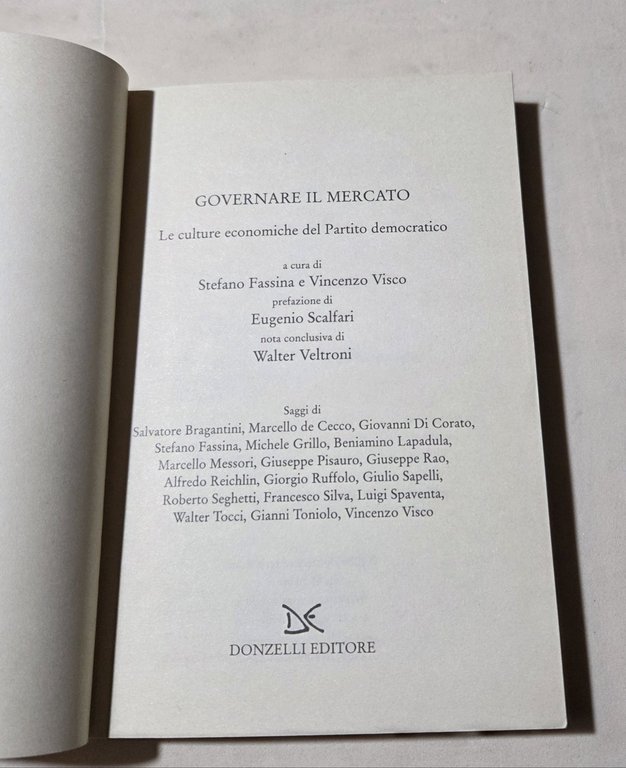 GOVERNARE IL MERCATO
Le culture economiche del Partito democratico
a cura di
Stefano Fassina e Vincenzo Visco
prefazione di
Eugenio Scalfari
nota conclusiva di
Walter Veltroni
Saggi di
Salvatore Bragantini, Marcello de Cecco, Giovanni Di Corato,
Stefano Fassina, Michele Grillo, Beniamino Lapadula,
Marcello Messori, Giuseppe Pisauro, Giuseppe Rao,
Alfredo Reichlin, Giorgio Ruffolo, Giulio Sapelli,
Roberto Seghetti, Francesco Silva, Luigi Spaventa,
Walter Tocci, Gianni Toniolo, Vincenzo Visco
DE
DONZELLI EDITORE